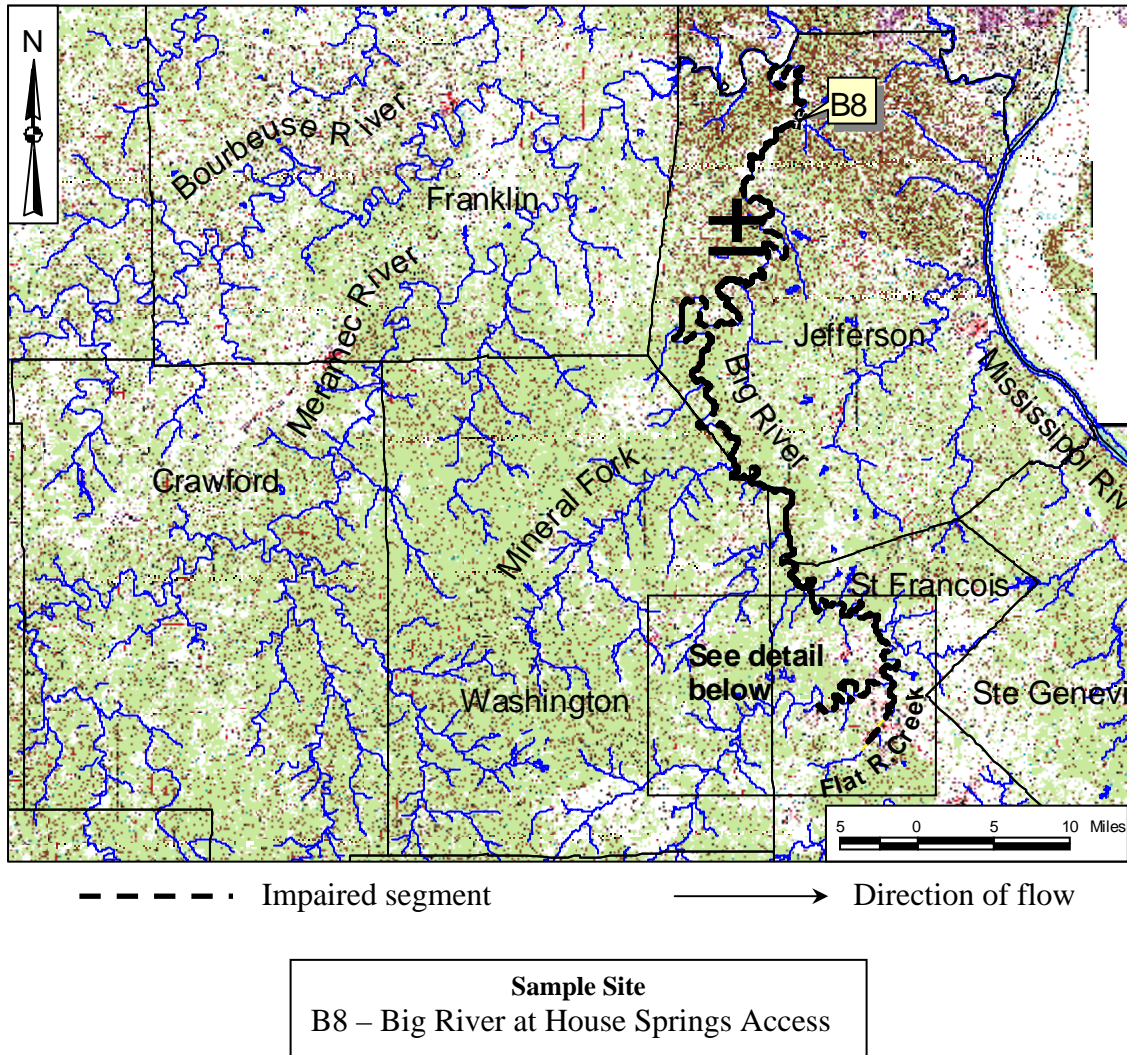 N
B8
Bourbeuse River
Franklin
Meramec River
Jefferson
Big River
Mississippi Riv
Crawford
Mineral Fork
St Francois
See detail
below
Washington
Ste Genevi
Flat R. Creek
5 0 5 10 Miles
Impaired segment
Direction of flow
Sample Site
B8 – Big River at House Springs Access